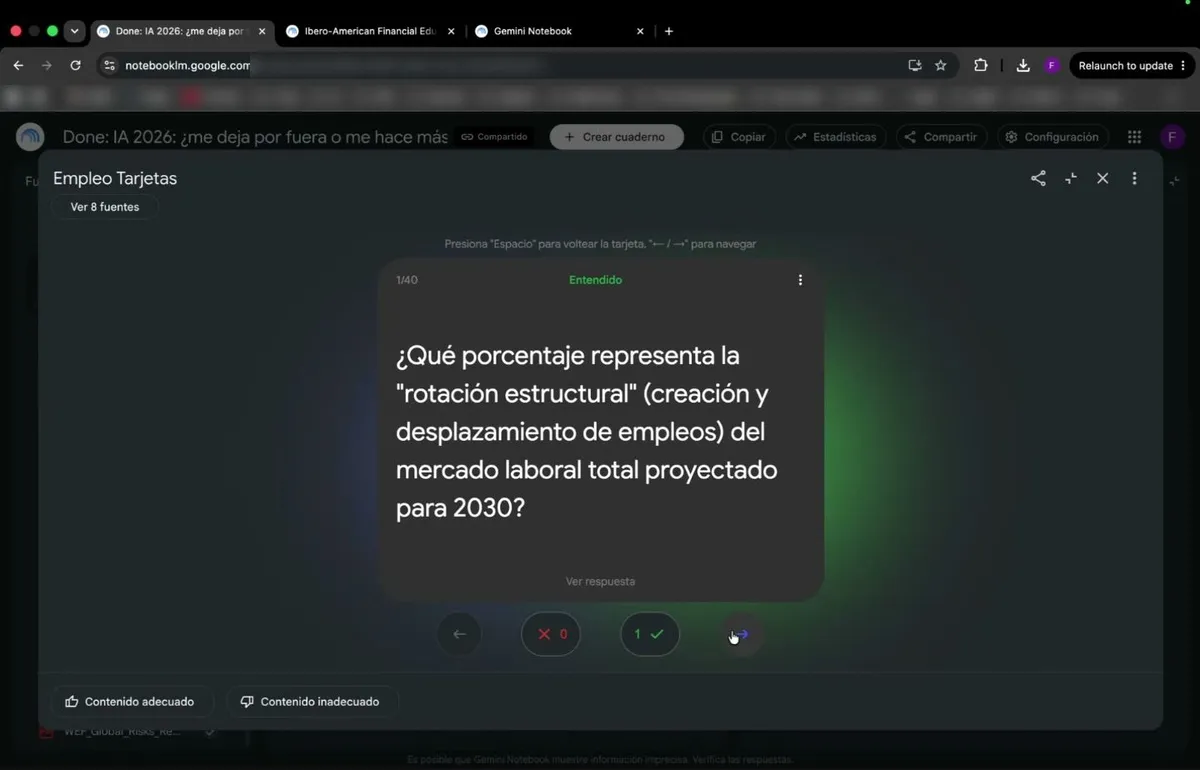 Done: IA 2026: ¿me deja por
Ibero-American Financial Edu
Gemini Notebook
notebooklm.google.com
F
Relaunch to update
Done: IA 2026: ¿me deja por fuera o me hace más
Compartido
Crear cuaderno
Copiar
Estadísticas
Compartir
Configuración
F
Fu
Empleo Tarjetas
Ver 8 fuentes
Presiona "Espacio" para voltear la tarjeta, "← / →" para navegar
1/40
Entendido
¿Qué porcentaje representa la
"rotación estructural" (creación y
desplazamiento de empleos) del
mercado laboral total proyectado
para 2030?
Ver respuesta
0
1
Contenido adecuado
Contenido inadecuado
WEF_Global_Risks_Re...
Es posible que Gemini Notebook muestre información imprecisa. Verifica las respuestas.